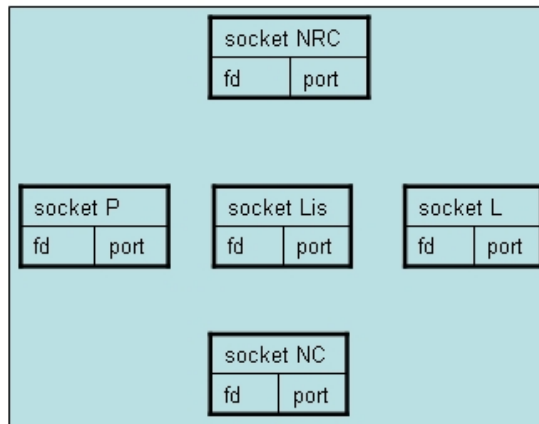 socket NRC
fd port
socket P
fd port
socket Lis
fd port
socket L
fd port
socket NC
fd port